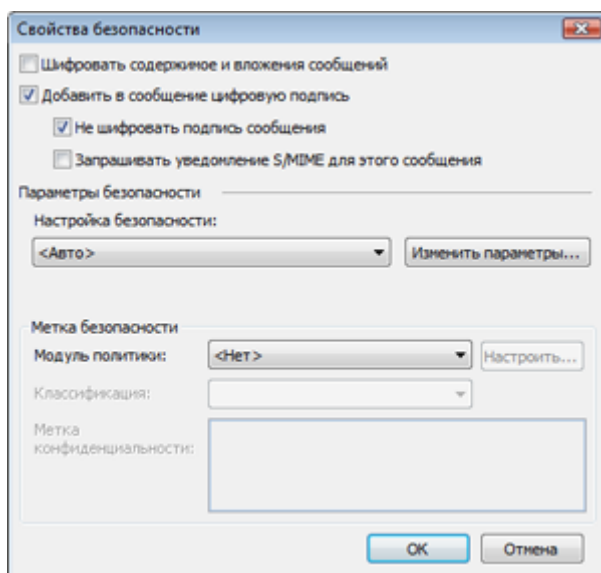 Свойства безопасности
Шифровать содержимое и вложения сообщений
Добавить в сообщение цифровую подпись
Не шифровать подпись сообщения
Запрашивать уведомление S/MIME для этого сообщения
Параметры безопасности
Настройка безопасности:
<Авто> Изменить параметры...
Метка безопасности
Модуль политики: <Нет> Настроить...
Классификация:
Метка
конфиденциальности:
ОК Отмена